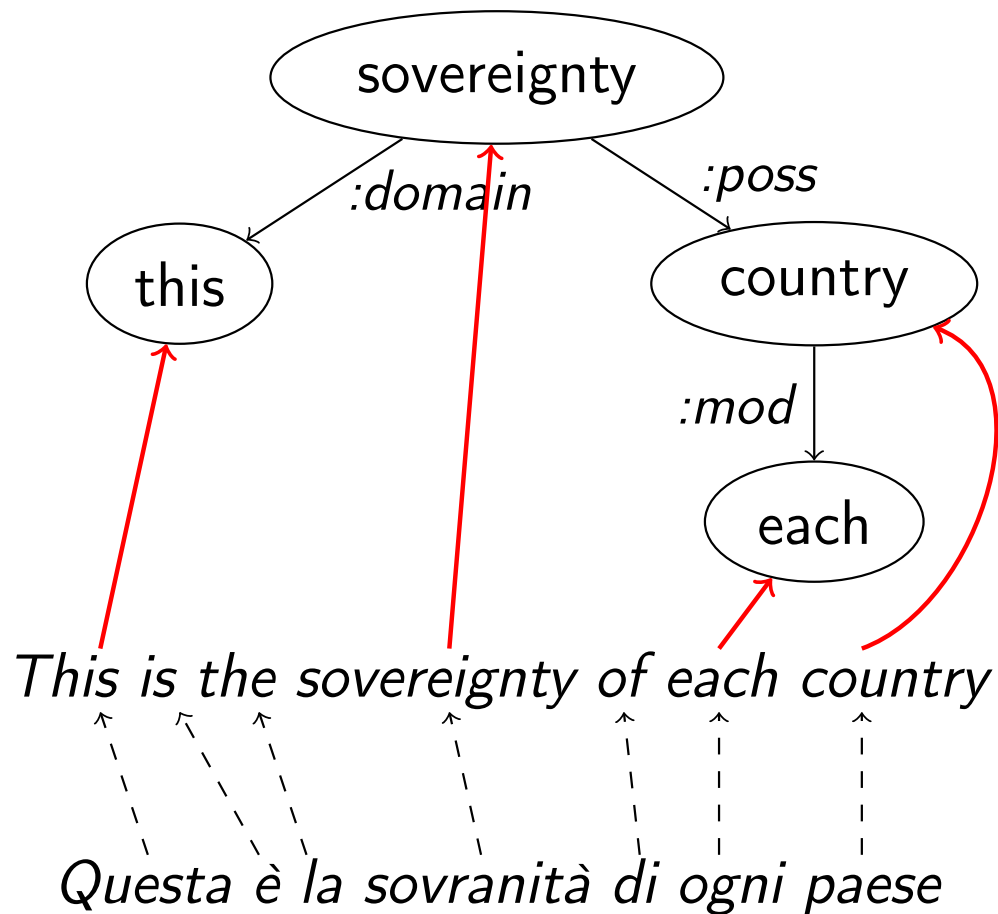 sovereignty
:domain
:poss
this
country
:mod
each
This is the sovereignty of each country
Questa è la sovranità di ogni paese